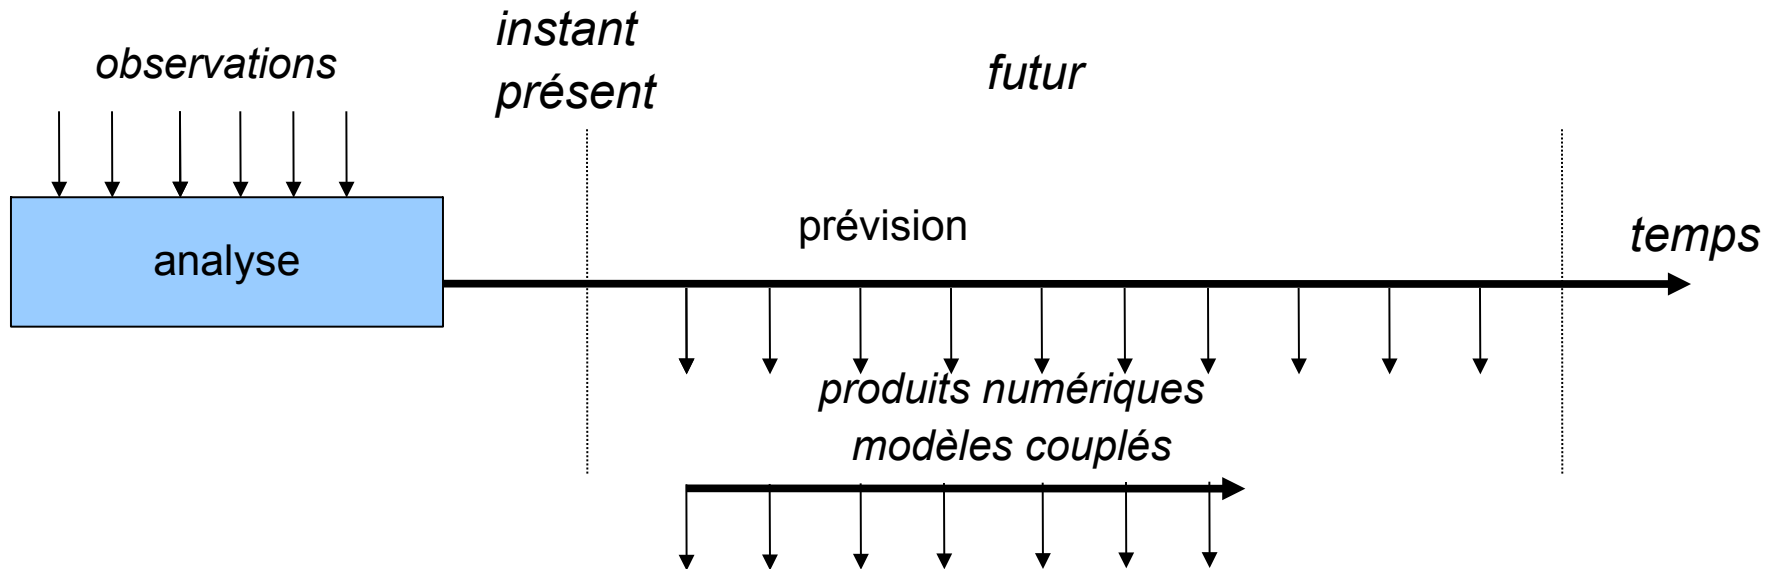 observations
instant
présent
futur
analyse
prévision
temps
produits numériques
modèles couplés